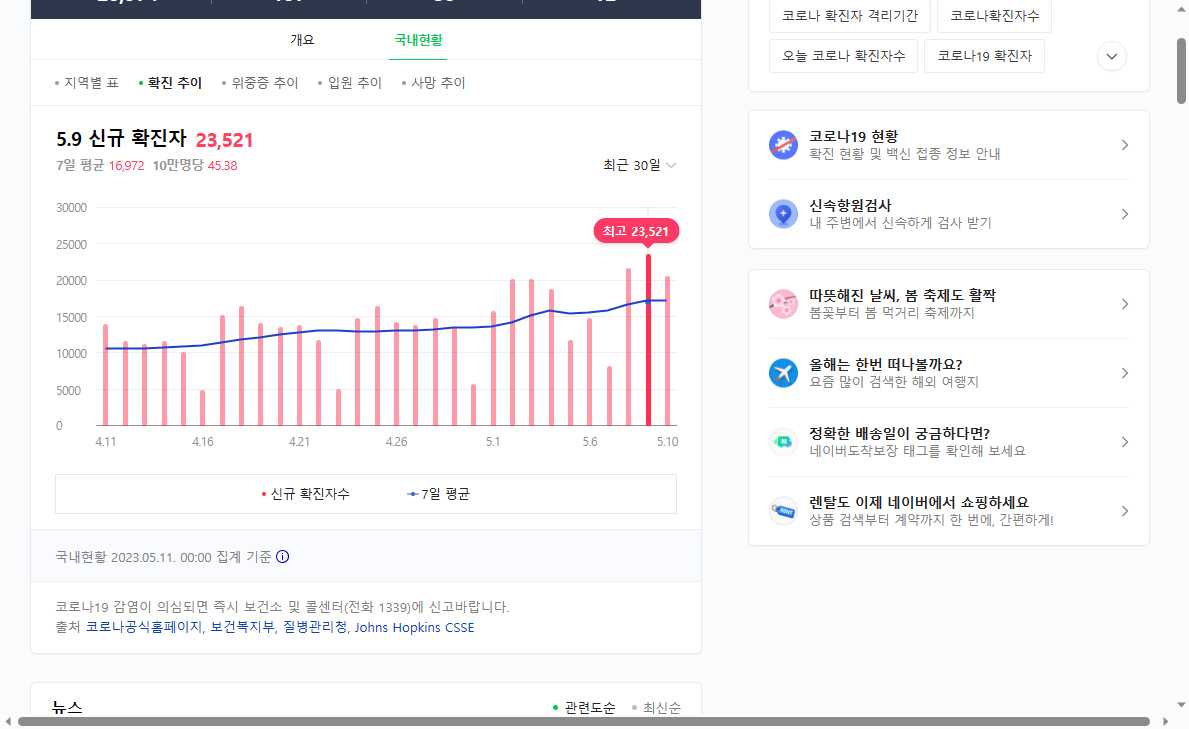 개요
국내현황
지역별 표
확진 추이
위중증 추이
입원 추이
사망 추이
5.9 신규 확진자 23,521
7일 평균 16,972 10만명당 45.38
최근 30일
30000
25000
20000
15000
10000
5000
0
최고 23,521
4.11
4.16
4.21
4.26
5.1
5.6
5.10
신규 확진자수
7일 평균
국내현황 2023.05.11. 00:00 집계 기준
코로나19 감염이 의심되면 즉시 보건소 및 콜센터(전화 1339)에 신고바랍니다.
출처 코로나공식홈페이지, 보건복지부, 질병관리청, Johns Hopkins CSSE
뉴스
관련도순
최신순
코로나 확진자 격리기간
코로나확진자수
오늘 코로나 확진자수
코로나19 확진자
코로나19 현황
확진 현황 및 백신 접종 정보 안내
신속항원검사
내 주변에서 신속하게 검사 받기
따뜻해진 날씨, 봄 축제도 활짝
봄꽃부터 봄 먹거리 축제까지
올해는 한번 떠나볼까요?
요즘 많이 검색한 해외 여행지
정확한 배송일이 궁금하다면?
네이버도착보장 태그를 확인해 보세요
렌탈도 이제 네이버에서 쇼핑하세요
상품 검색부터 계약까지 한 번에, 간편하게!